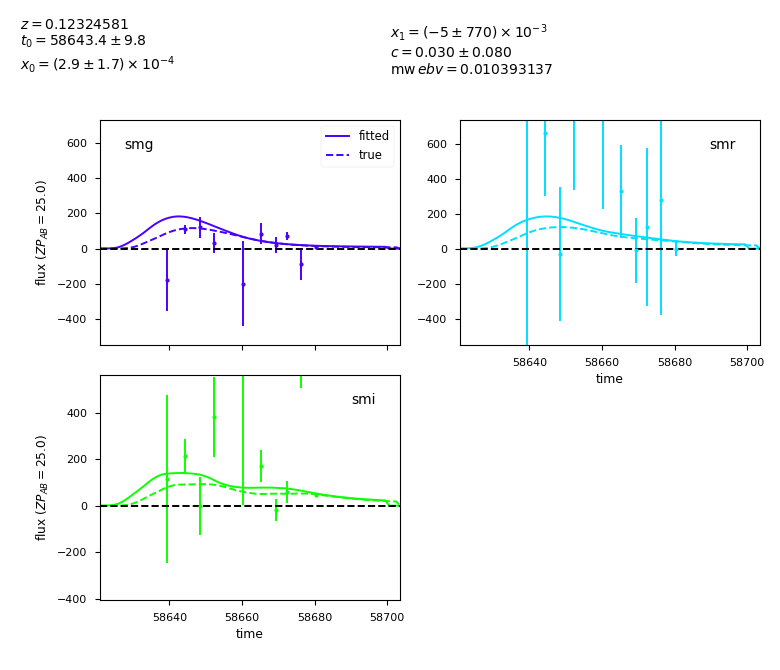 z = 0.12324581
t₀ = 58643.4 ± 9.8
x₀ = (2.9 ± 1.7) × 10⁻⁴
x₁ = (−5 ± 770) × 10⁻³
c = 0.030 ± 0.080
mw ebv = 0.010393137
smg
fitted
true
600
400
200
0
−200
−400
flux (ZP_AB = 25.0)
smr
600
400
200
0
−200
−400
58640 58660 58680 58700
time
smi
400
200
0
−200
−400
flux (ZP_AB = 25.0)
58640 58660 58680 58700
time